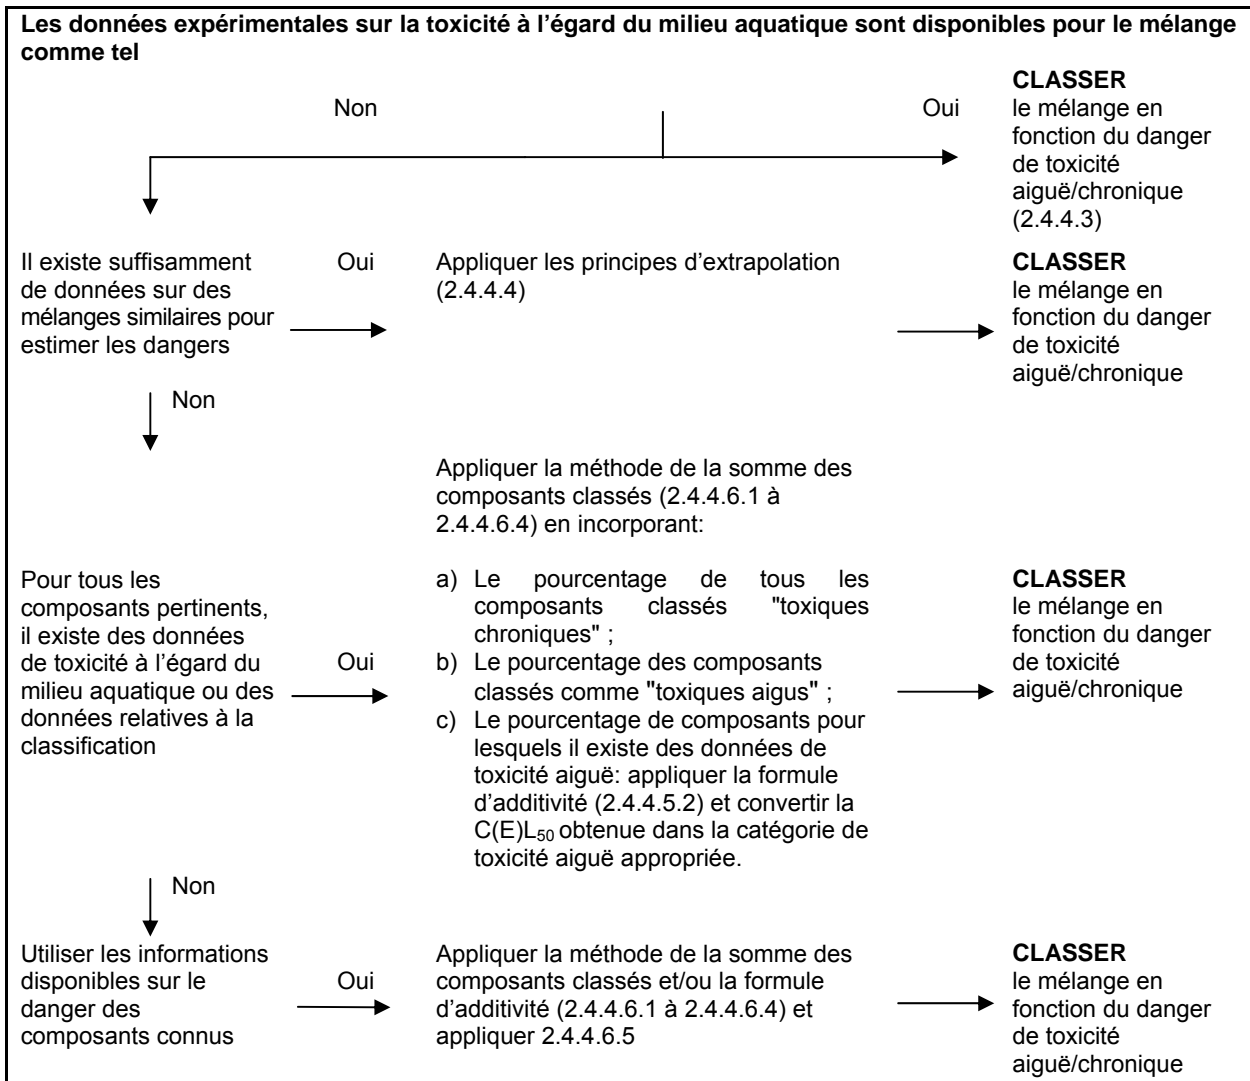 Les données expérimentales sur la toxicité à l'égard du milieu aquatique sont disponibles pour le mélange
comme tel
Non
Oui
CLASSER
le mélange en
fonction du danger
de toxicité
aiguë/chronique
(2.4.4.3)
Il existe suffisamment
de données sur des
mélanges similaires pour
estimer les dangers
Oui
Appliquer les principes d'extrapolation
(2.4.4.4)
CLASSER
le mélange en
fonction du danger
de toxicité
aiguë/chronique
Non
Pour tous les
composants pertinents,
il existe des données
de toxicité à l'égard du
milieu aquatique ou des
données relatives à la
classification
Oui
Appliquer la méthode de la somme des
composants classés (2.4.4.6.1 à
2.4.4.6.4) en incorporant:
a) Le pourcentage de tous les
composants classés "toxiques
chroniques" ;
b) Le pourcentage des composants
classés comme "toxiques aigus" ;
c) Le pourcentage de composants pour
lesquels il existe des données de
toxicité aiguë: appliquer la formule
d'additivité (2.4.4.5.2) et convertir la
C(E)L50 obtenue dans la catégorie de
toxicité aiguë appropriée.
CLASSER
le mélange en
fonction du danger
de toxicité
aiguë/chronique
Non
Utiliser les informations
disponibles sur le
danger des
composants connus
Oui
Appliquer la méthode de la somme des
composants classés et/ou la formule
d'additivité (2.4.4.6.1 à 2.4.4.6.4) et
appliquer 2.4.4.6.5
CLASSER
le mélange en
fonction du danger
de toxicité
aiguë/chronique